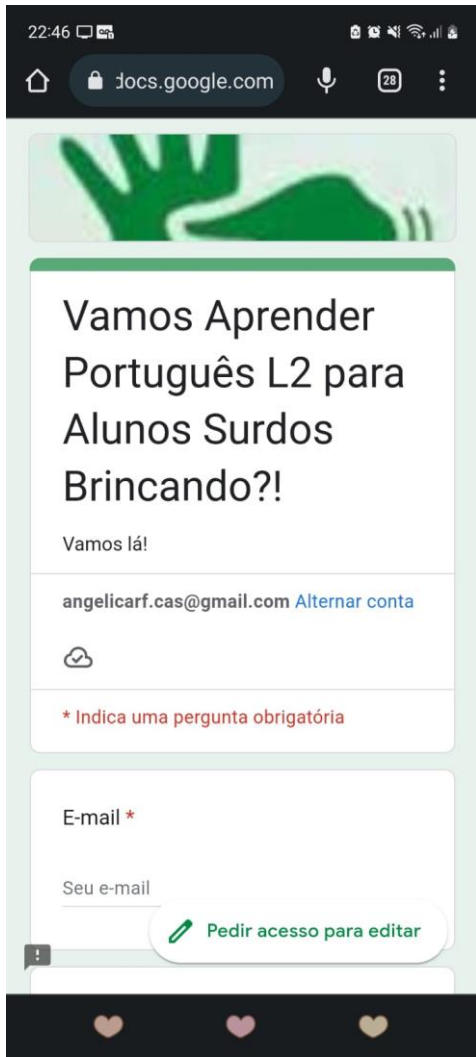 22:46
docs.google.com
28
Vamos Aprender
Português L2 para
Alunos Surdos
Brincando?!
Vamos lá!
angelicarf.cas@gmail.com Alternar conta
* Indica uma pergunta obrigatória
E-mail *
Seu e-mail
Pedir acesso para editar